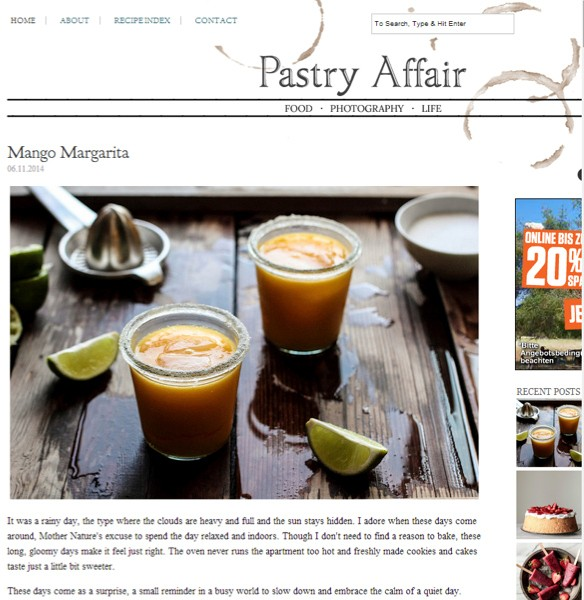 HOME ABOUT RECIPE INDEX CONTACT
To Search, Type & Hit Enter
Pastry Affair
FOOD · PHOTOGRAPHY · LIFE
Mango Margarita
06.11.2014
ONLINE BIS Z
20%
SPA
JE
*Bitte
Angebotsbeding
beachten
RECENT POSTS
It was a rainy day, the type where the clouds are heavy and full and the sun stays hidden. I adore when these days come
around, Mother Nature's excuse to spend the day relaxed and indoors. Though I don't need to find a reason to bake, these
long, gloomy days make it feel just right. The oven never runs the apartment too hot and freshly made cookies and cakes
taste just a little bit sweeter.
These days come as a surprise, a small reminder in a busy world to slow down and embrace the calm of a quiet day.